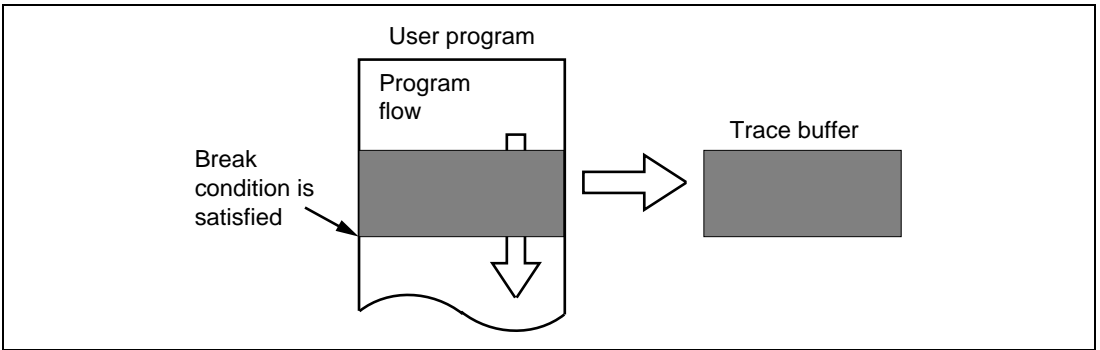 User program
Program
flow
Trace buffer
Break
condition is
satisfied